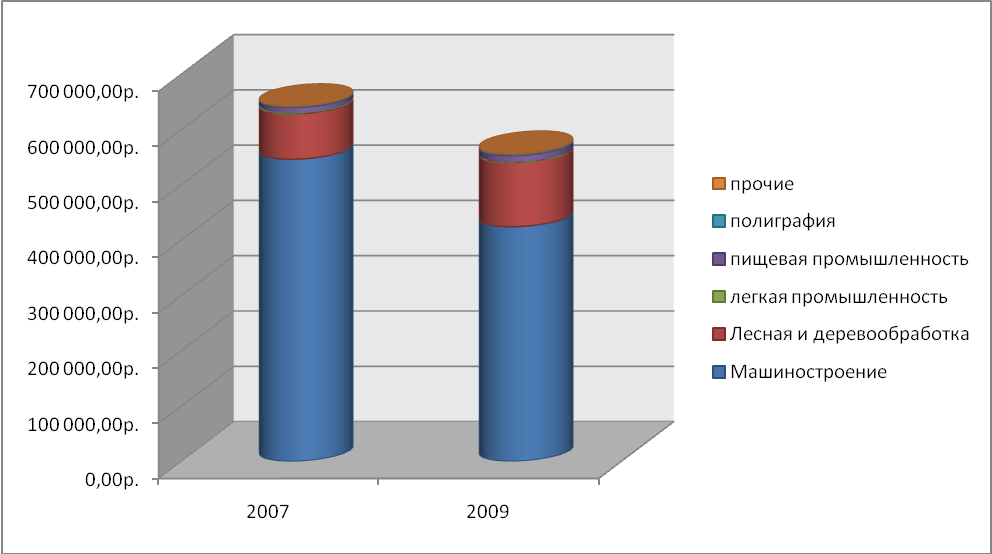 700 000,00р.
600 000,00р.
500 000,00р.
400 000,00р.
300 000,00р.
200 000,00р.
100 000,00р.
0,00р.
2007
2009
прочие
полиграфия
пищевая промышленность
легкая промышленность
Лесная и деревообработка
Машиностроение